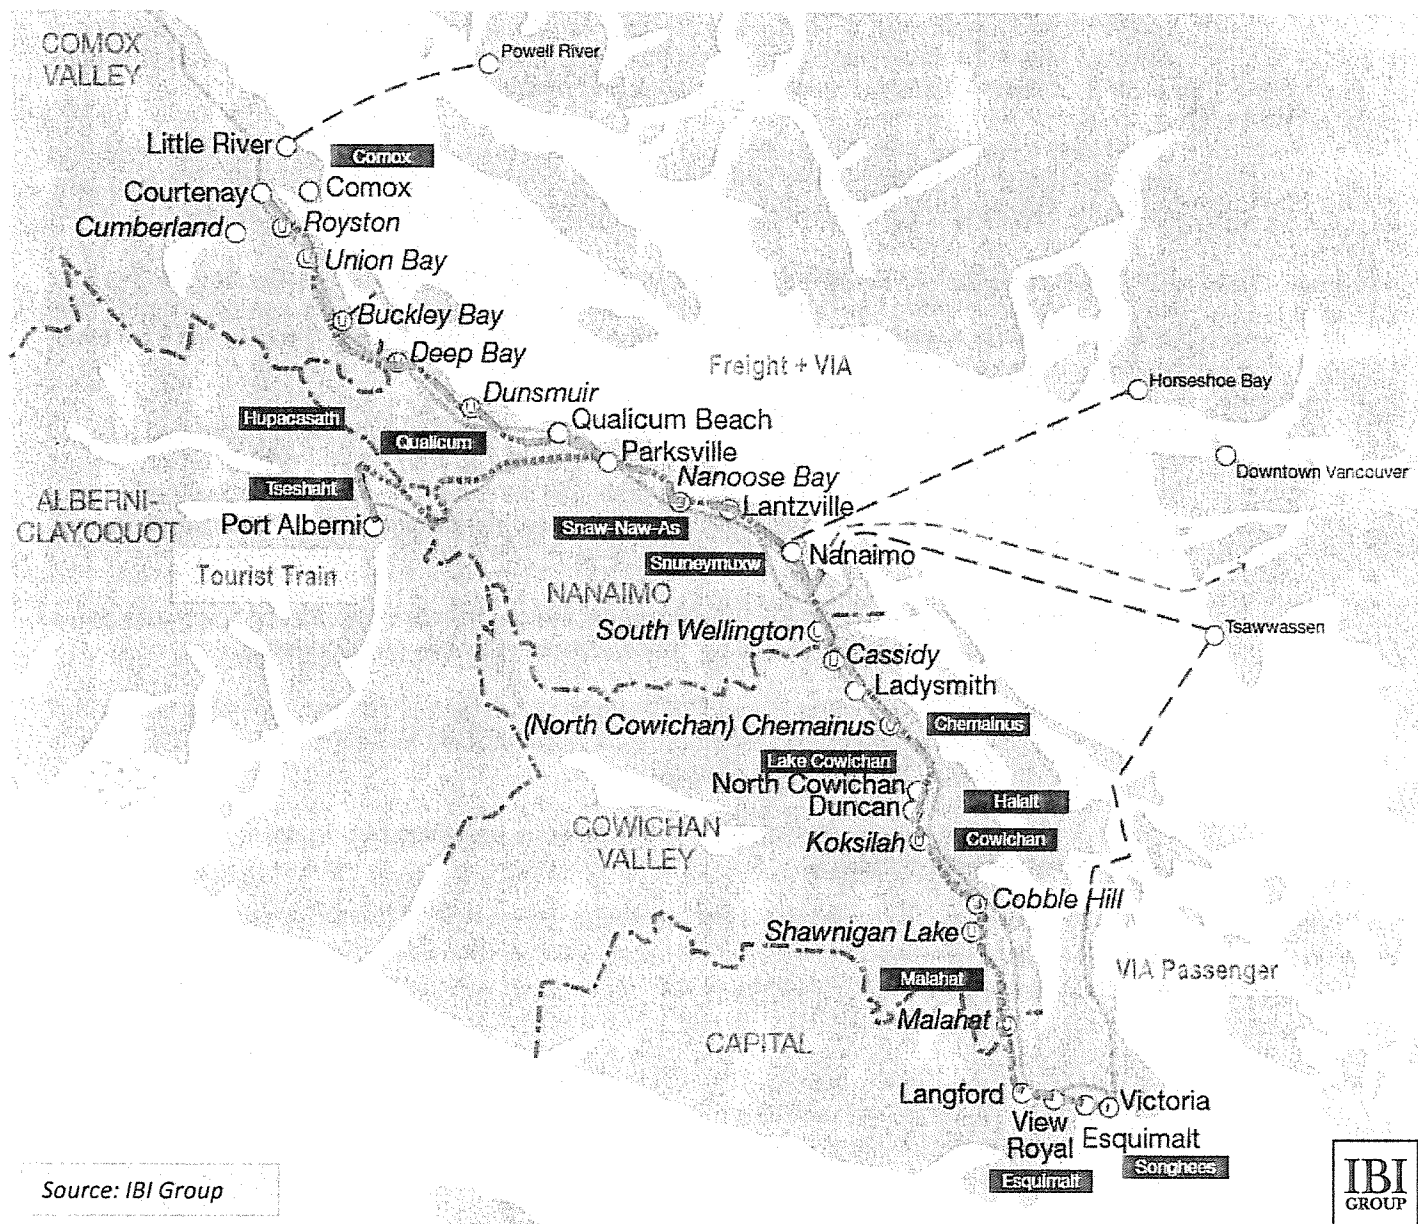 COMOX
VALLEY
Powell River
Little River
Comox
Courtenay
Comox
Cumberland
Royston
Union Bay
Buckley Bay
Deep Bay
Freight + VIA
Horseshoe Bay
Dunsmuir
Hupacasath
Qualicum Beach
Qualicum
Parksville
Downtown Vancouver
Nanoose Bay
Tseshaht
ALBERNI-
CLAYOQUOT
Lantzville
Port Alberni
Snaw-Naw-As
Nanaimo
Snuneymuxw
Tourist Train
NANAIMO
South Wellington
Tsawwassen
Cassidy
Ladysmith
(North Cowichan) Chemainus
Chemainus
Lake Cowichan
North Cowichan
Halalt
Duncan
COWICHAN
VALLEY
Koksilah
Cowichan
Cobble Hill
Shawnigan Lake
VIA Passenger
Malahat
Malahat
CAPITAL
Langford
Victoria
View
Royal
Esquimalt
Songhees
Esquimalt
Source: IBI Group
IBI
GROUP